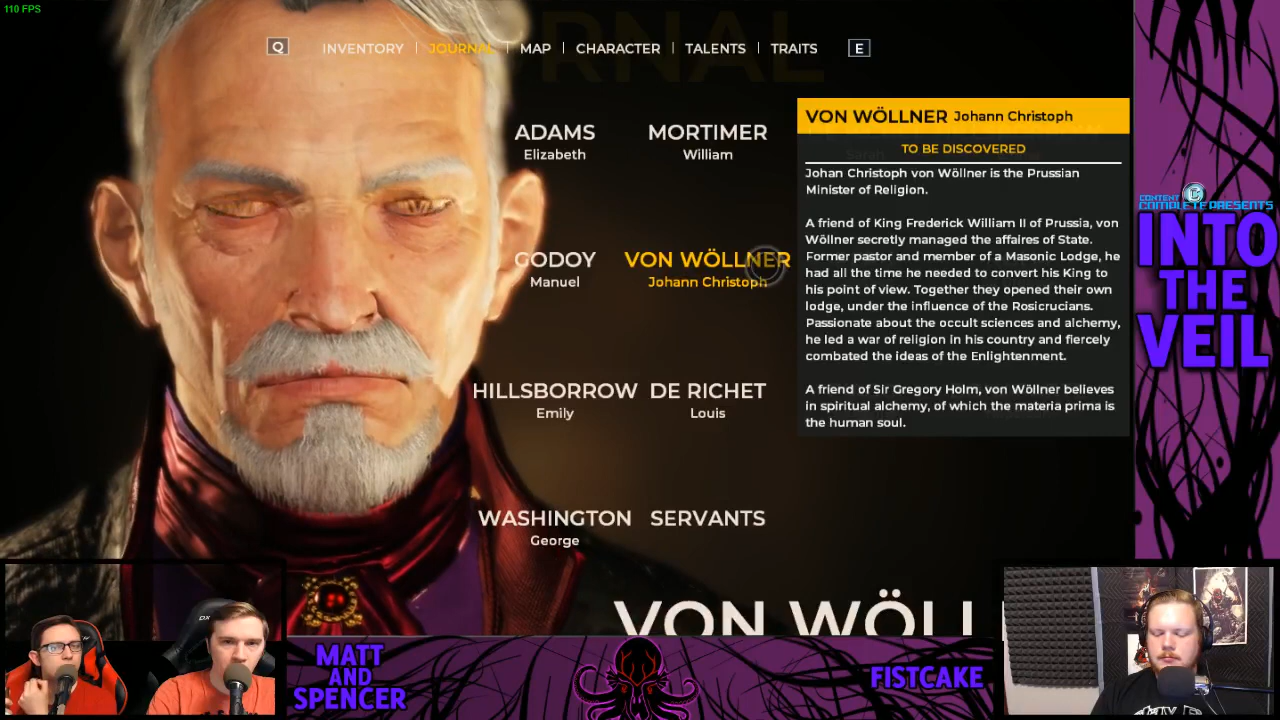 110 FPS
Q INVENTORY JOURNAL MAP CHARACTER TALENTS TRAITS E
ADAMS
Elizabeth
MORTIMER
William
GODOY
Manuel
VON WÖLLNER
Johann Christoph
HILLSBORROW
Emily
DE RICHET
Louis
WASHINGTON
George
SERVANTS
VON WÖLLNER Johann Christoph
TO BE DISCOVERED
Johan Christoph von Wöllner is the Prussian
Minister of Religion.
A friend of King Frederick William II of Prussia, von
Wöllner secretly managed the affaires of State.
Former pastor and member of a Masonic Lodge, he
had all the time he needed to convert his King to
his point of view. Together they opened their own
lodge, under the influence of the Rosicrucians.
Passionate about the occult sciences and alchemy,
he led a war of religion in his country and fiercely
combated the ideas of the Enlightenment.
A friend of Sir Gregory Holm, von Wöllner believes
in spiritual alchemy, of which the materia prima is
the human soul.
VON WÖLL
CONTENT
COMPLETE PRESENTS
INTO
THE
VEIL
MATT
AND
SPENCER
FISTCAKE